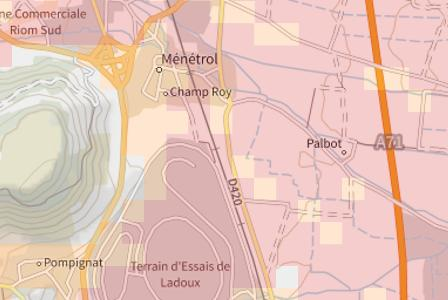 ne Commerciale
Riom Sud
Ménétrol
Champ Roy
Palbot
A71
D420
Pompignat
Terrain d'Essais de
Ladoux